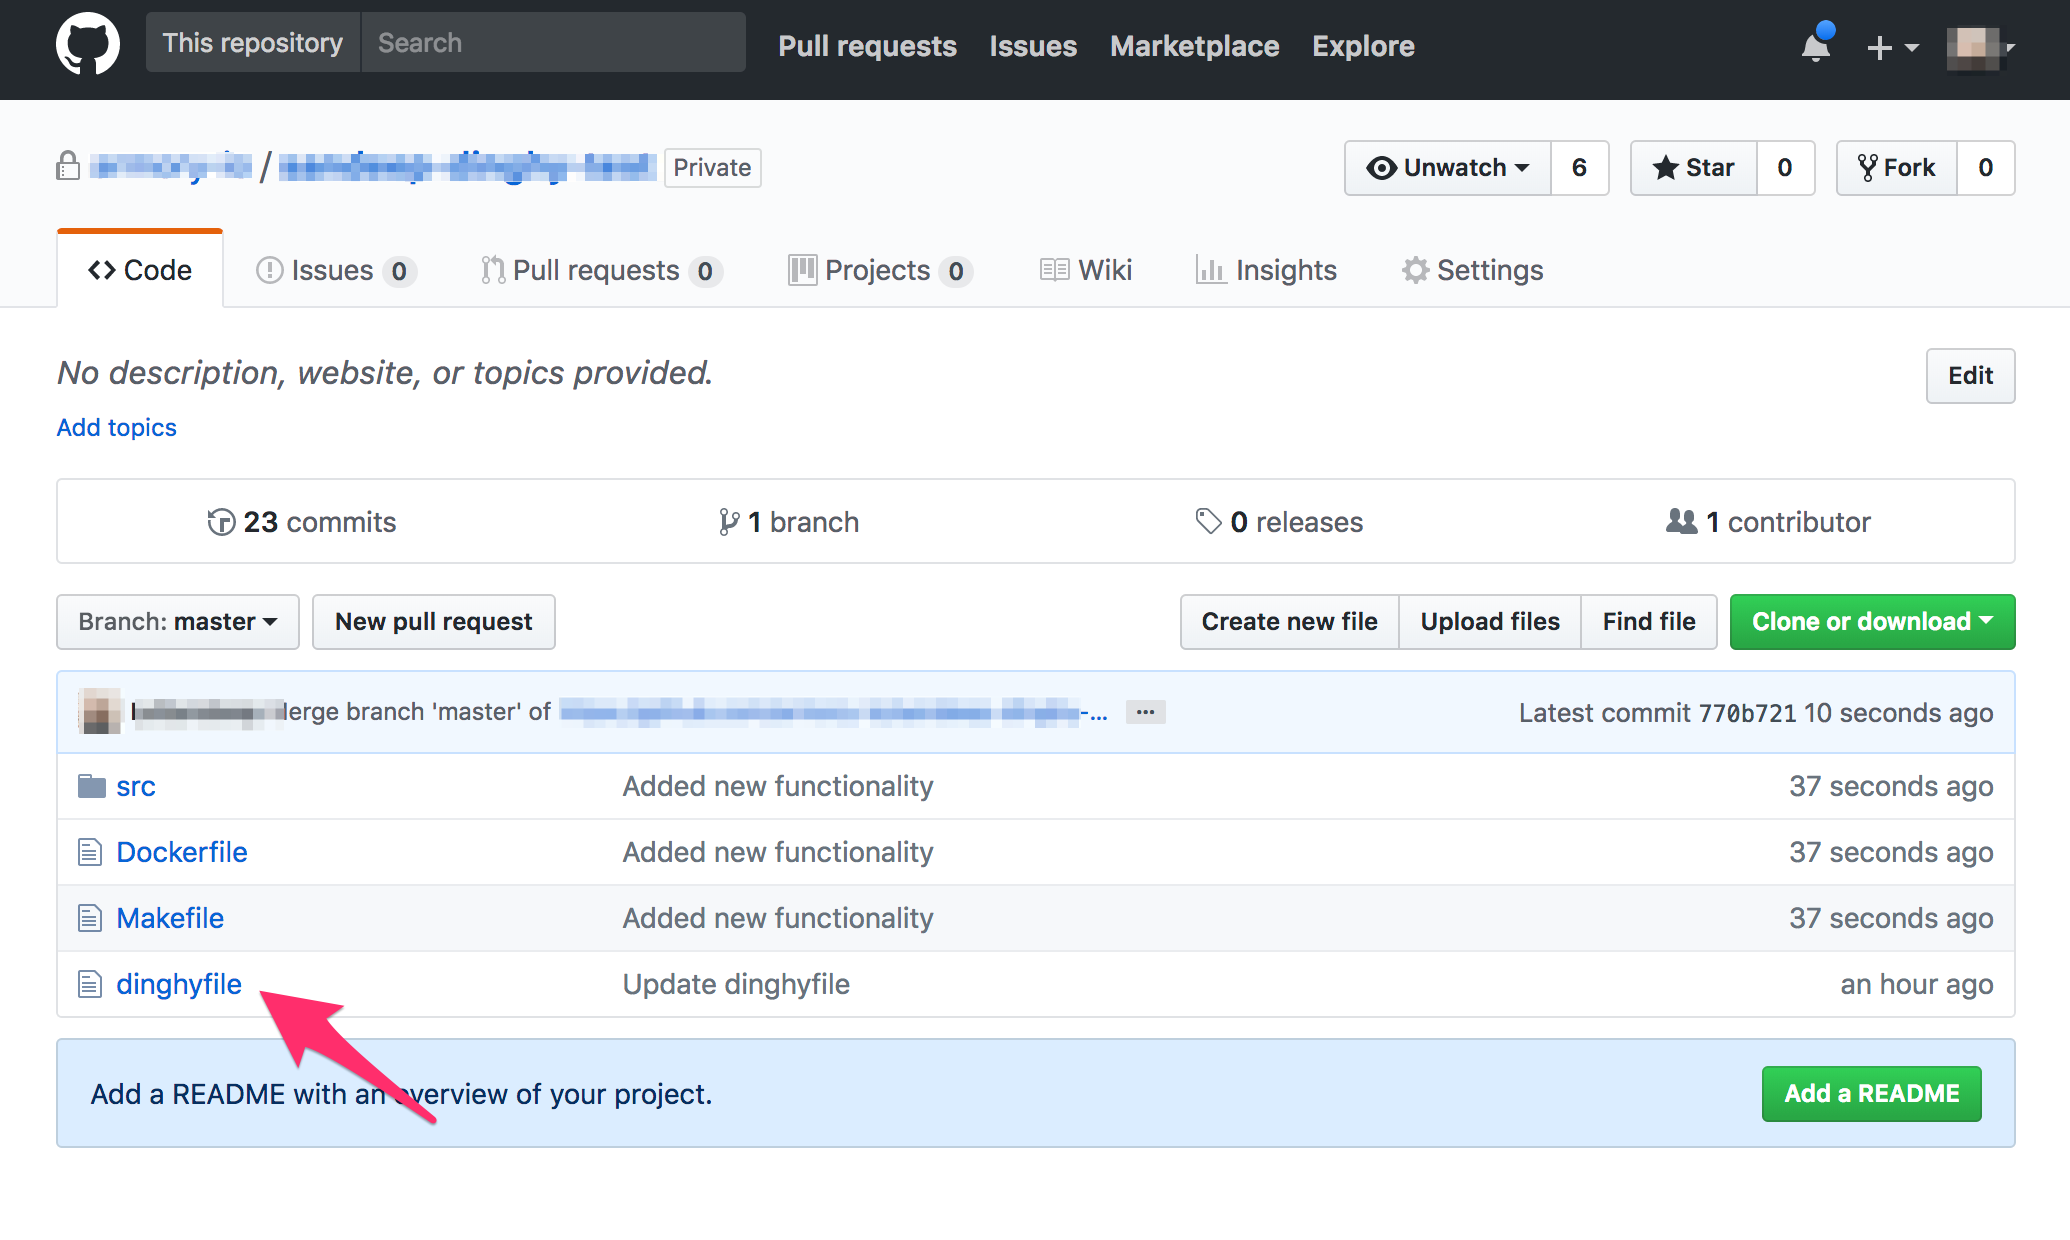 This repository Search Pull requests Issues Marketplace Explore
/ Private Unwatch 6 Star 0 Fork 0
Code Issues 0 Pull requests 0 Projects 0 Wiki Insights Settings
No description, website, or topics provided. Edit
Add topics
23 commits 1 branch 0 releases 1 contributor
Branch: master New pull request Create new file Upload files Find file Clone or download
branch 'master' of -... ... Latest commit 770b721 10 seconds ago
src Added new functionality 37 seconds ago
Dockerfile Added new functionality 37 seconds ago
Makefile Added new functionality 37 seconds ago
dinghyfile Update dinghyfile an hour ago
Add a README with an overview of your project. Add a README